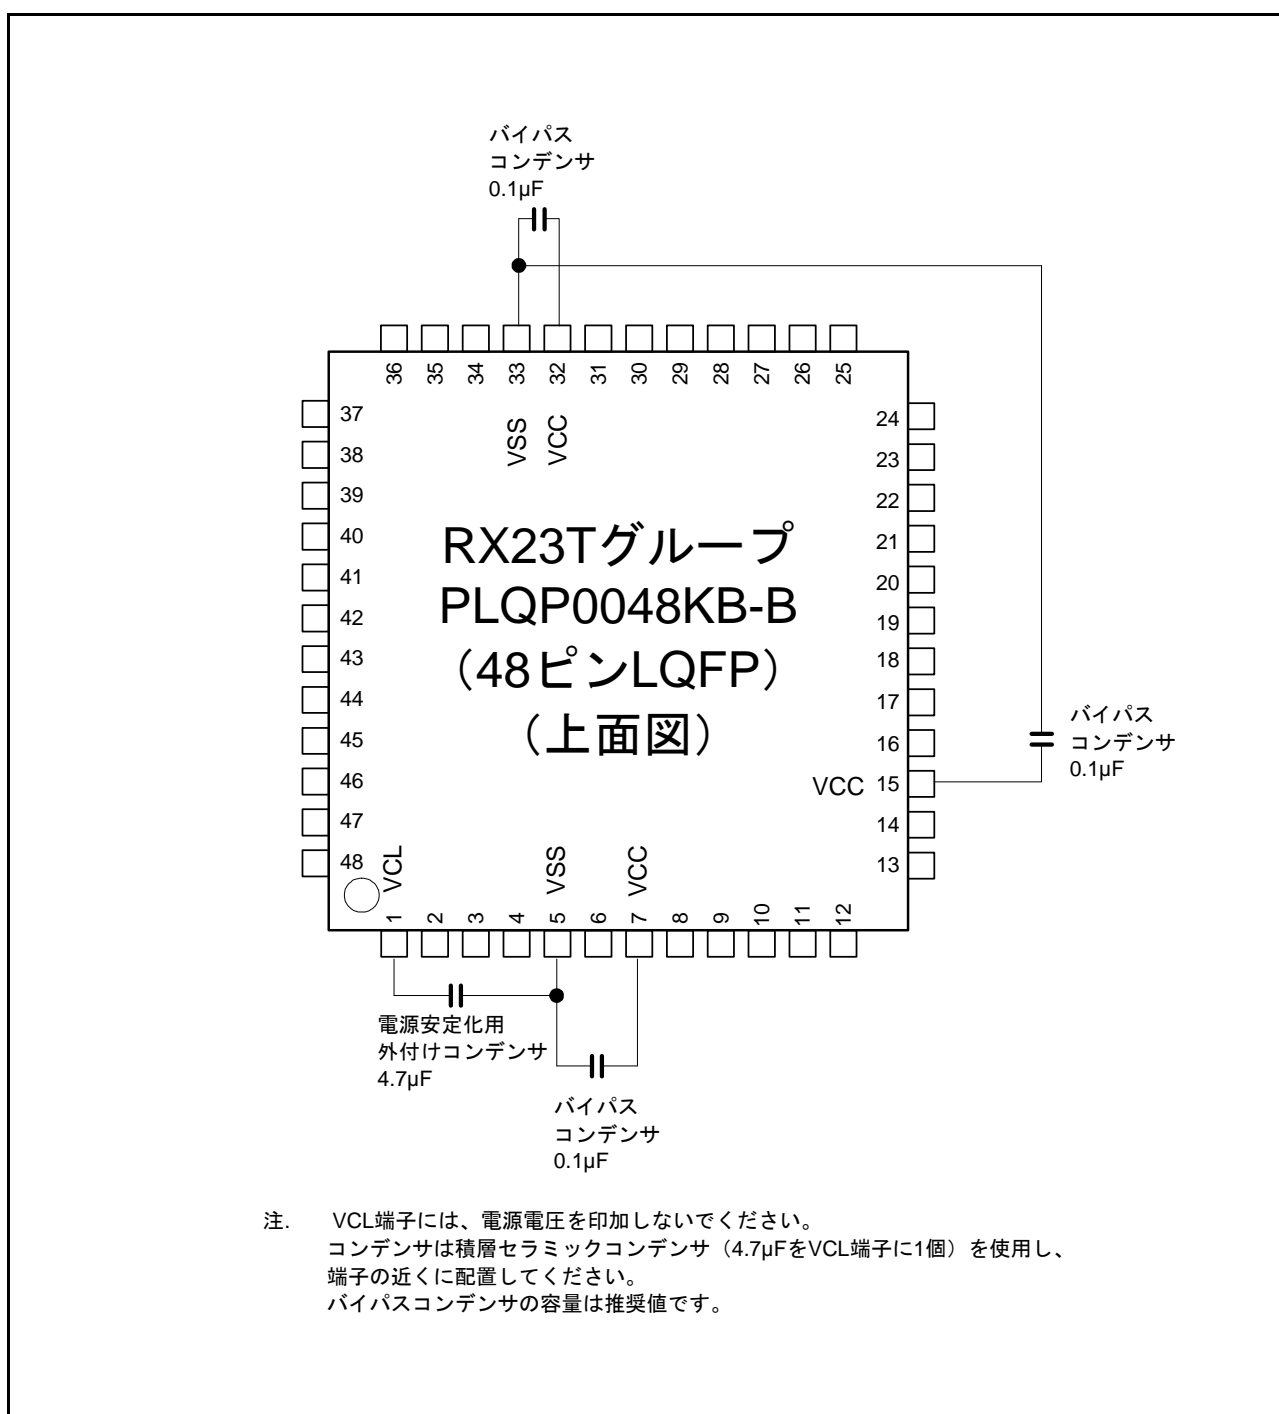 バイパス
コンデンサ
0.1µF
36
35
34
33
32
31
30
29
28
27
26
25
VSS
VCC
37
38
39
40
41
42
43
44
45
46
47
48
24
23
22
21
20
19
18
17
16
VCC 15
14
13
RX23Tグループ
PLQP0048KB-B
（48ピンLQFP）
（上面図）
バイパス
コンデンサ
0.1µF
VCL
VSS
VCC
1
2
3
4
5
6
7
8
9
10
11
12
電源安定化用
外付けコンデンサ
4.7µF
バイパス
コンデンサ
0.1µF
注. VCL端子には、電源電圧を印加しないでください。
コンデンサは積層セラミックコンデンサ（4.7µFをVCL端子に1個）を使用し、
端子の近くに配置してください。
バイパスコンデンサの容量は推奨値です。